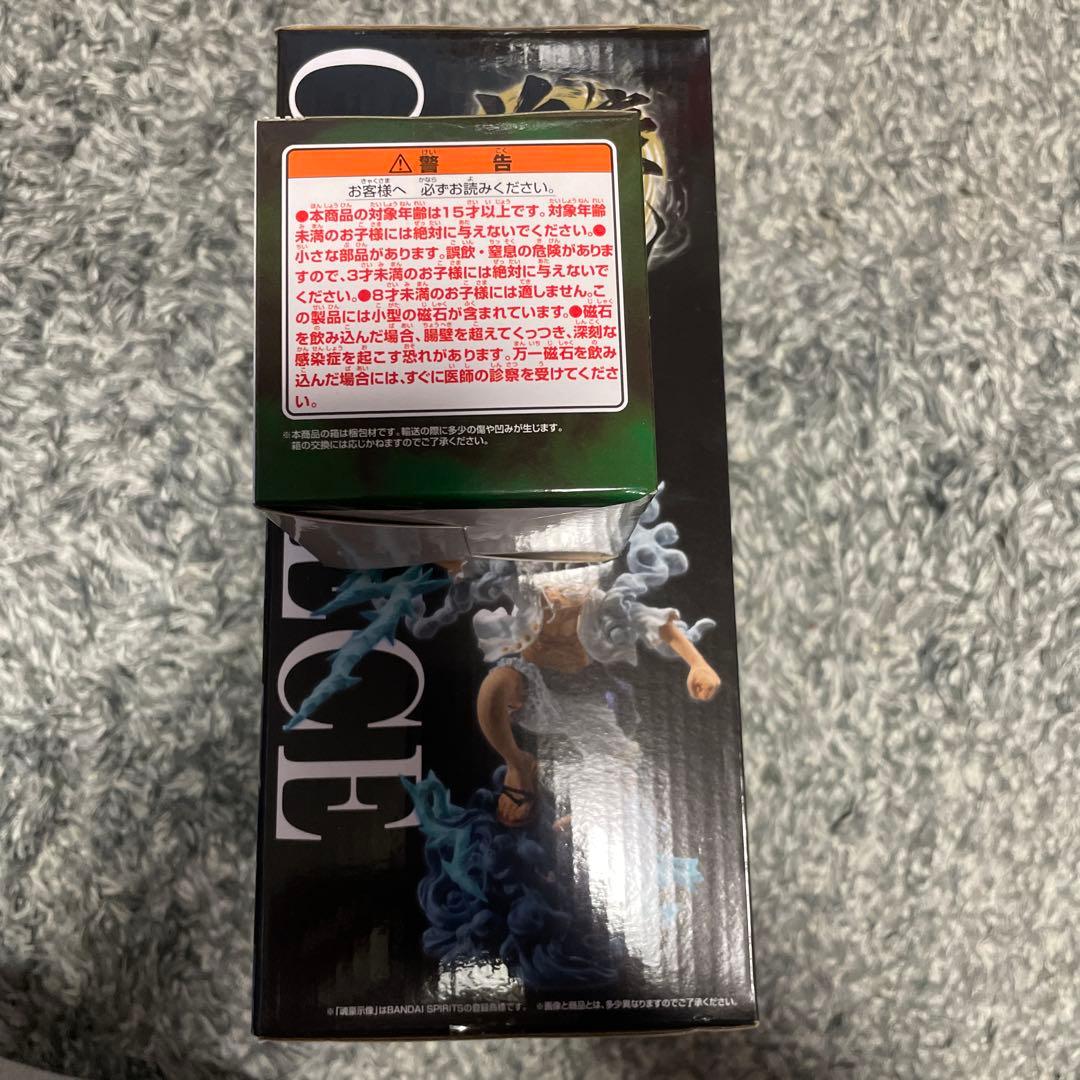 O
⚠警告
けい こく
お客様へ 必ずお読みください。
きゃくさま かなら よ
●本商品の対象年齢は15才以上です。対象年齢
未満のお子様には絶対に与えないでください。●
小さな部品があります。誤飲・窒息の危険がありま
すので、3才未満のお子様には絶対に与えないで
ください。●8才未満のお子様には適しません。こ
の製品には小型の磁石が含まれています。●磁石
を飲み込んだ場合、腸壁を超えてくっつき、深刻な
感染症を起こす恐れがあります。万一磁石を飲み
込んだ場合には、すぐに医師の診察を受けてくださ
い。
※本商品の箱は梱包材です。輸送の際に多少の傷や凹みが生じます。
箱の交換には応じかねますのでご了承ください。
ECE
※「魂豪示像」はBANDAI SPIRITSの登録商標です。 ※画像と商品とは、多少異なりますのでご了承ください。